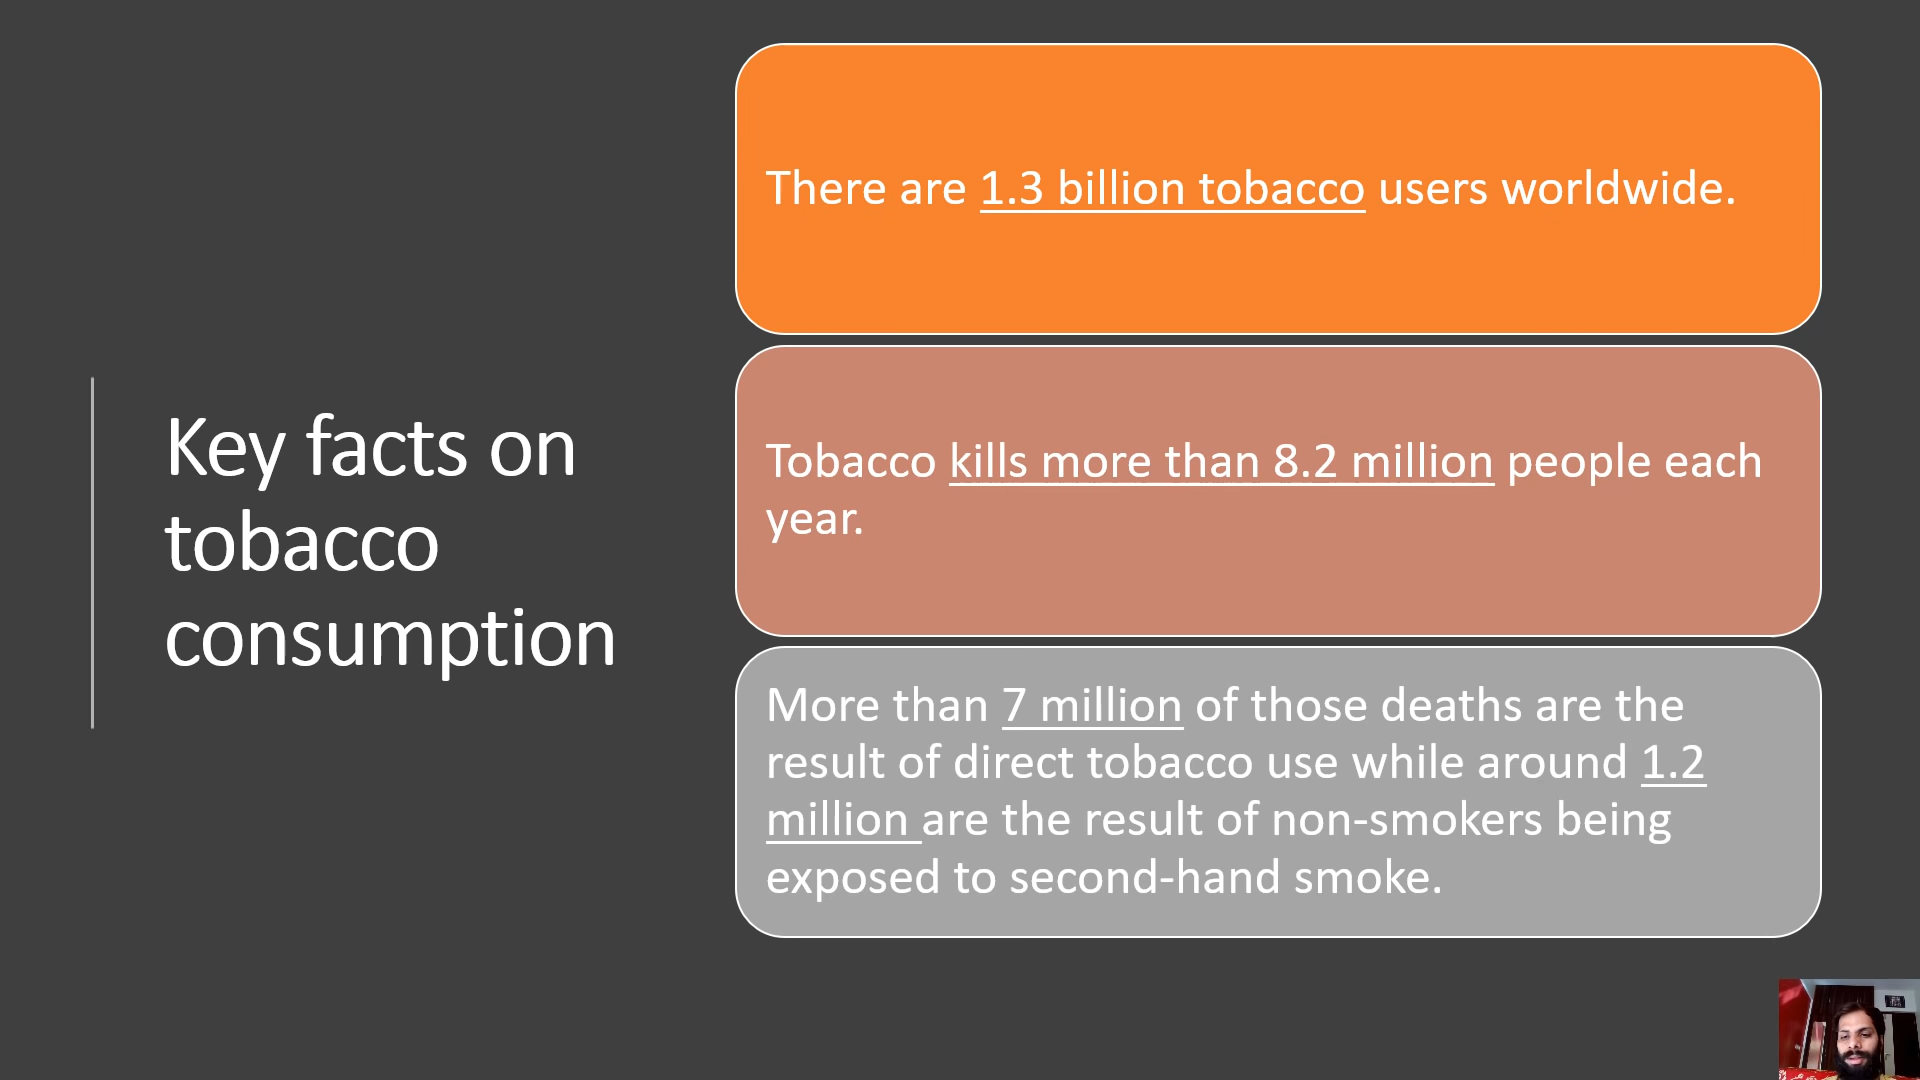 Key facts on
tobacco
consumption
There are 1.3 billion tobacco users worldwide.
Tobacco kills more than 8.2 million people each
year.
More than 7 million of those deaths are the
result of direct tobacco use while around 1.2
million are the result of non-smokers being
exposed to second-hand smoke.